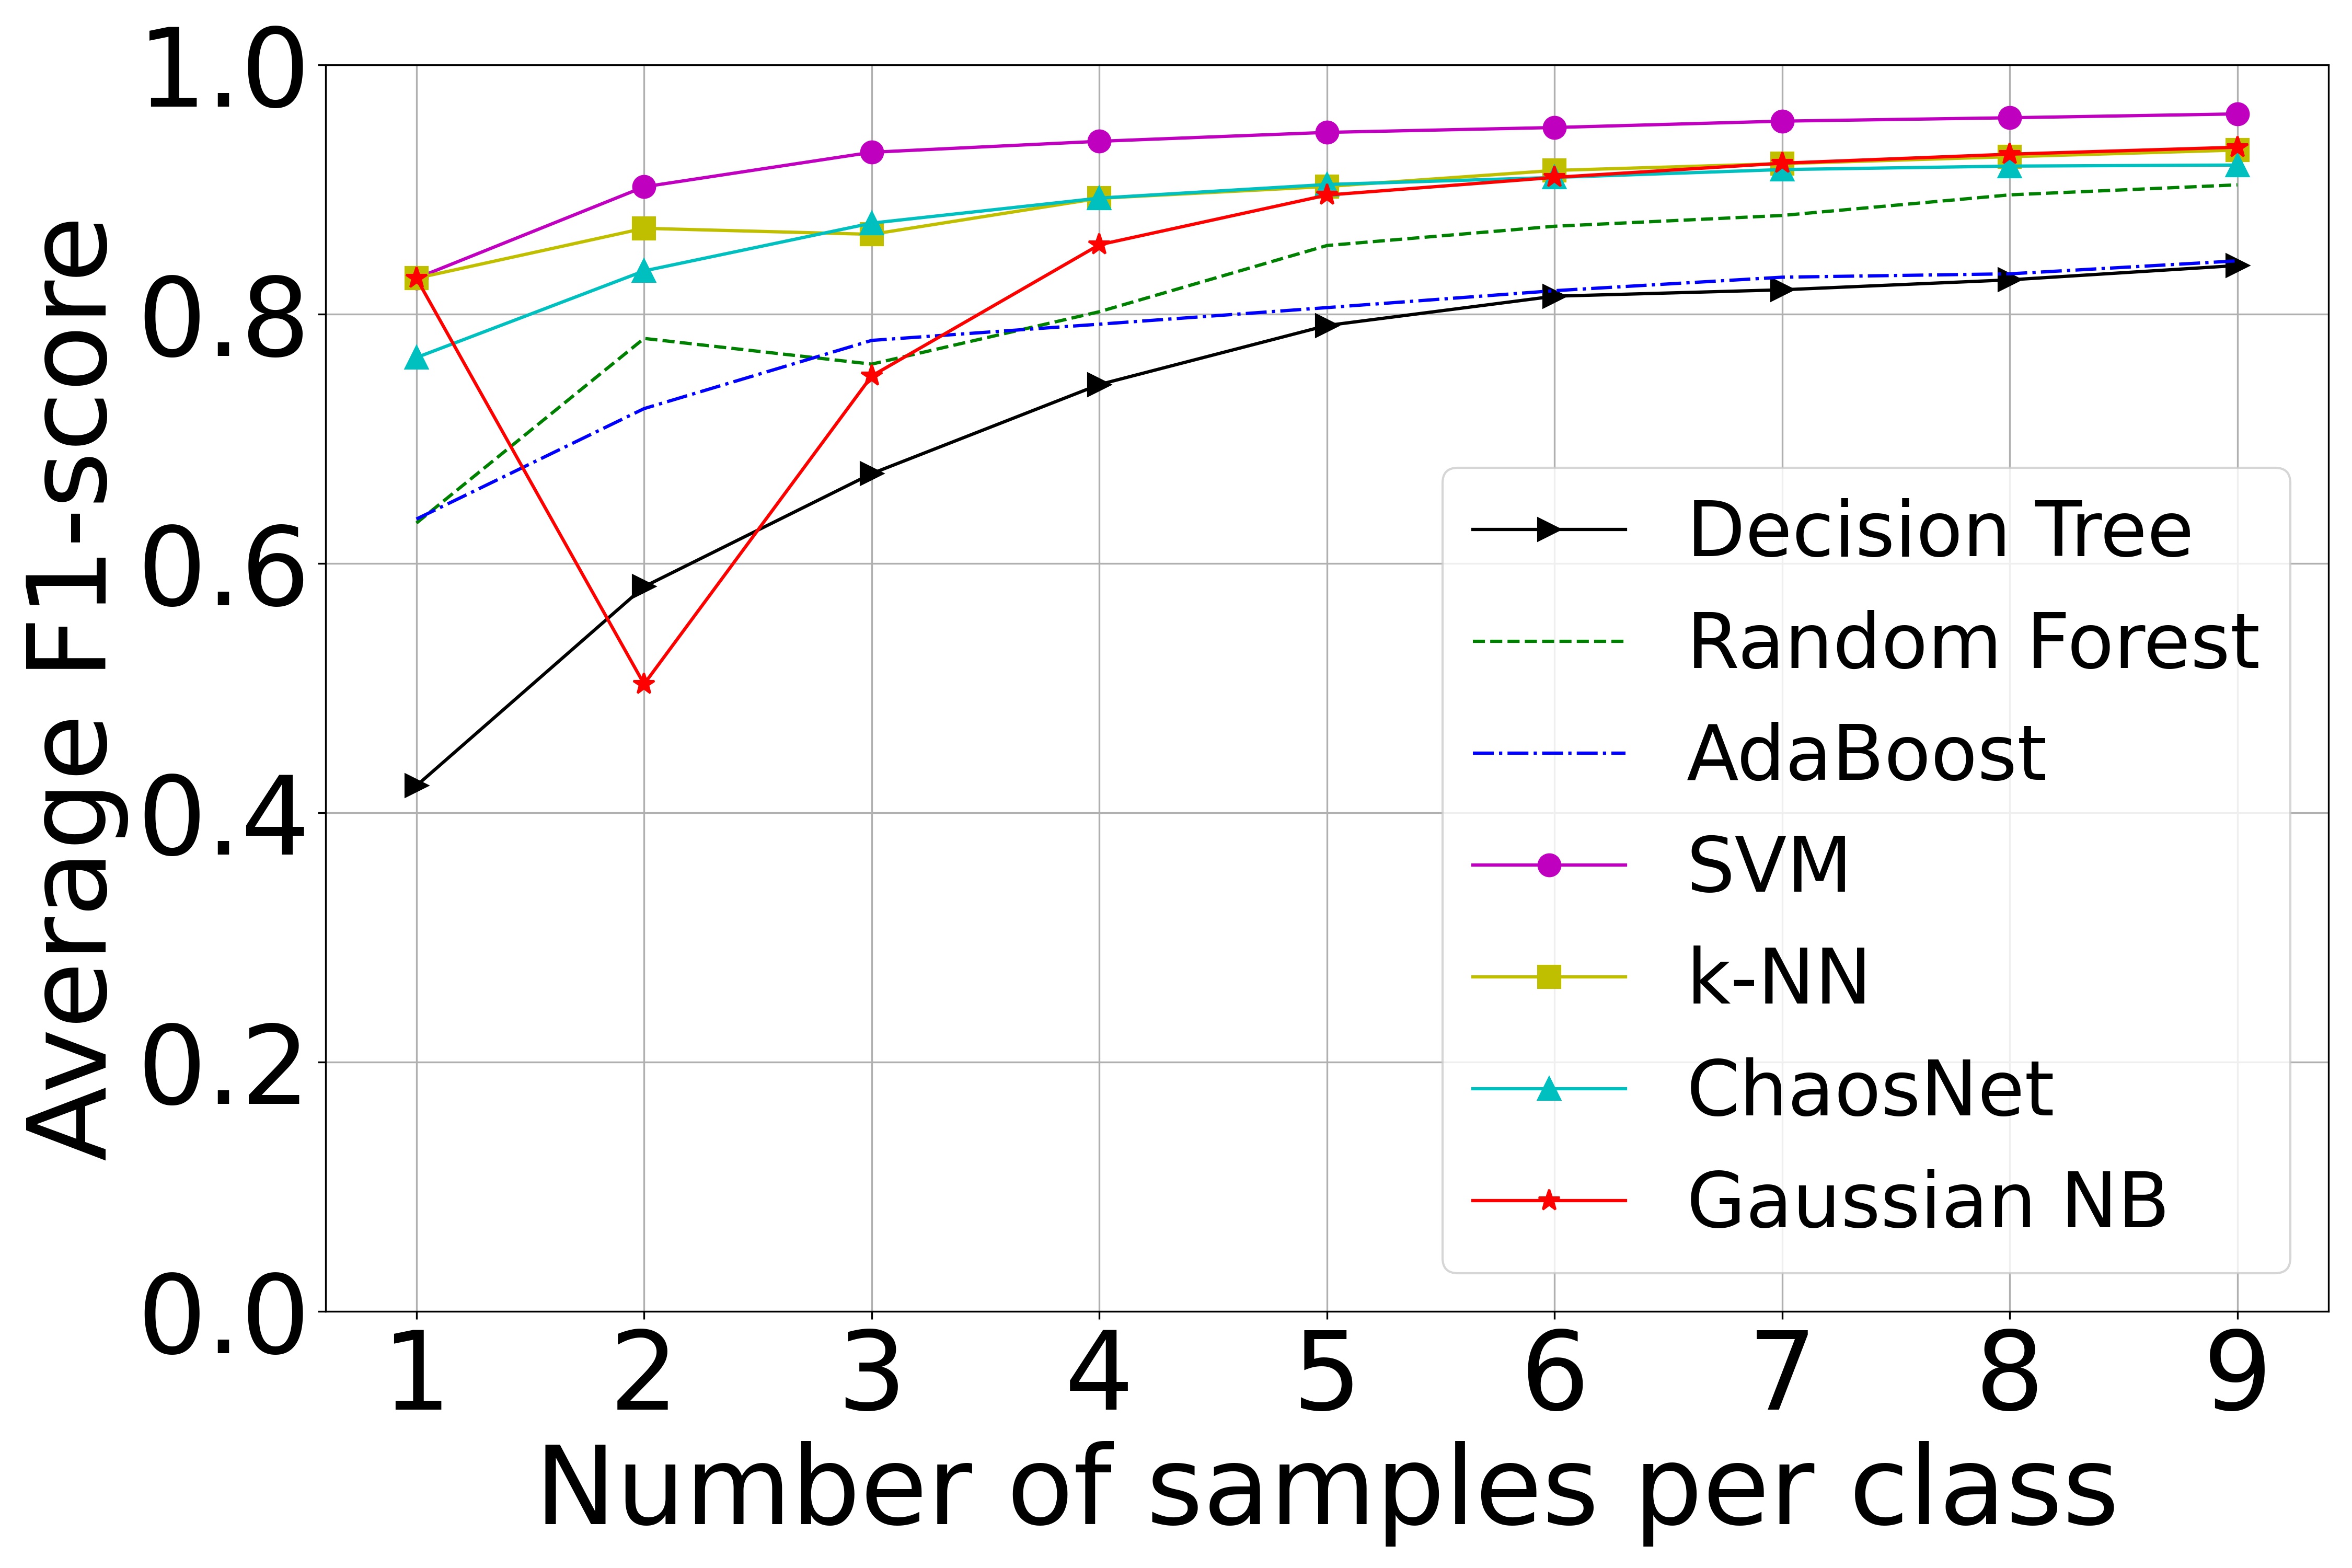 Average F1-score
1.0
0.8
0.6
0.4
0.2
0.0
Decision Tree
Random Forest
AdaBoost
SVM
k-NN
ChaosNet
Gaussian NB
1 2 3 4 5 6 7 8 9
Number of samples per class